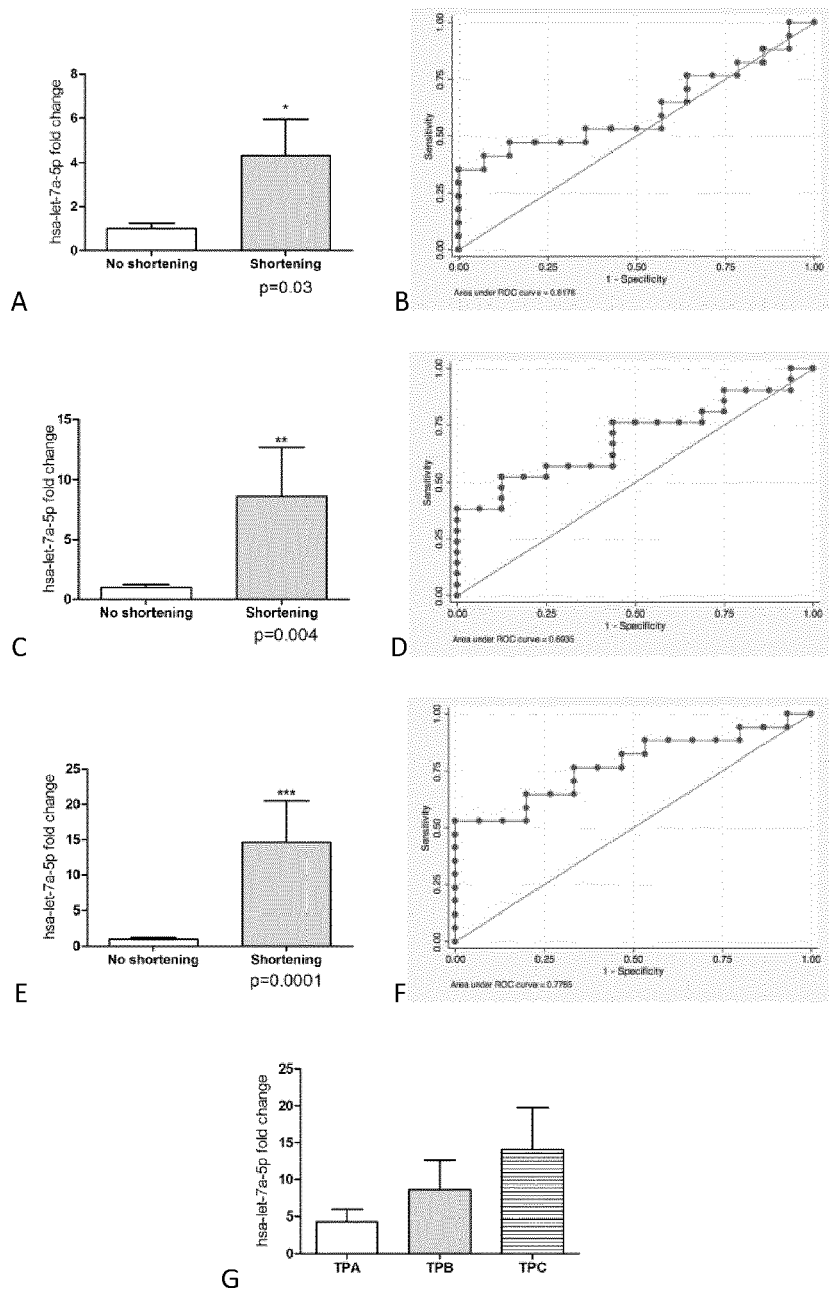 hsa-let-7a-5p fold change
8
6
4
2
0
*
No shortening
Shortening
p=0.03
A
Sensitivity
1.00
0.75
0.50
0.25
0.00
0.00
0.25
0.50
0.75
1.00
1 - Specificity
Area under ROC curve = 0.6176
B
hsa-let-7a-5p fold change
15
10
5
0
**
No shortening
Shortening
p=0.004
C
Sensitivity
1.00
0.75
0.50
0.25
0.00
0.00
0.25
0.50
0.75
1.00
1 - Specificity
Area under ROC curve = 0.6935
D
hsa-let-7a-5p fold change
25
20
15
10
5
0
***
No shortening
Shortening
p=0.0001
E
Sensitivity
1.00
0.75
0.50
0.25
0.00
0.00
0.25
0.50
0.75
1.00
1 - Specificity
Area under ROC curve = 0.7765
F
hsa-let-7a-5p fold change
25
20
15
10
5
0
TPA
TPB
TPC
G